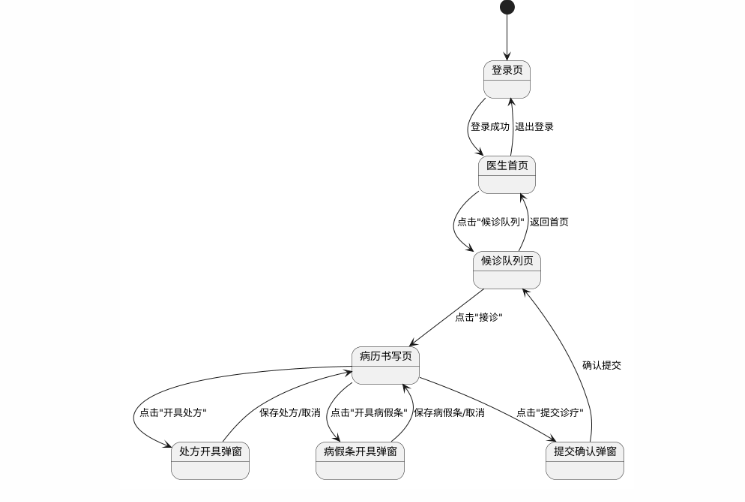 登录页
登录成功
退出登录
医生首页
点击"候诊队列"
返回首页
候诊队列页
点击"接诊"
确认提交
病历书写页
点击"开具处方"
保存处方/取消
点击"开具病假条"
保存病假条/取消
点击"提交诊疗"
处方开具弹窗
病假条开具弹窗
提交确认弹窗